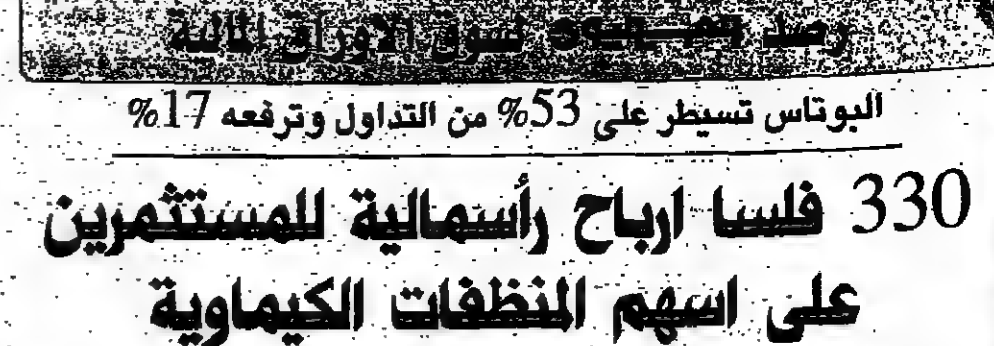 رصد لسوق الاوراق المالية
البوتاس تسيطر على 53% من التداول وترفعه 17%
330 فلسا ارباح رأسمالية للمستثمرين
على اسهم المنظفات الكيماوية